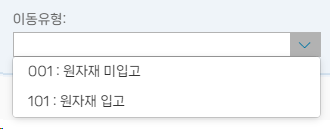 이동유형:
001 : 원자재 미입고
101 : 원자재 입고